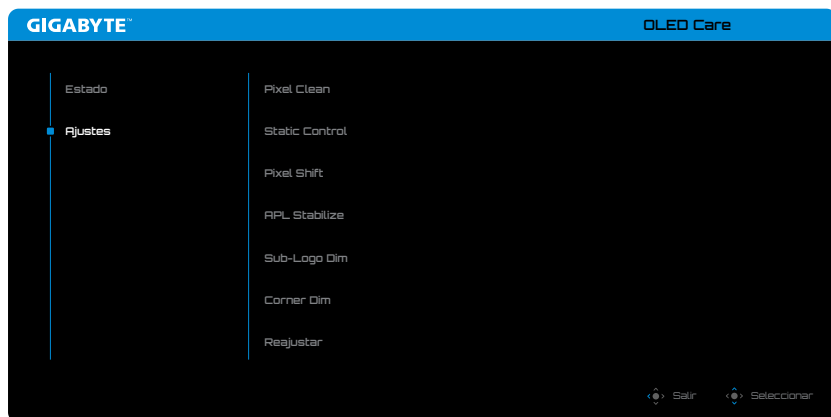 GIGABYTE™
OLED Care
Estado
Ajustes
Pixel Clean
Static Control
Pixel Shift
APL Stabilize
Sub-Logo Dim
Corner Dim
Reajustar
Salir
Seleccionar